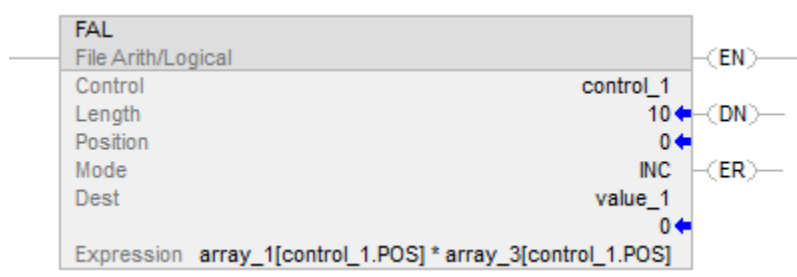 FAL
File Arith/Logical
(EN)
Control control_1
Length 10 (DN)
Position 0
Mode INC (ER)
Dest value_1
0
Expression array_1[control_1.POS] * array_3[control_1.POS]